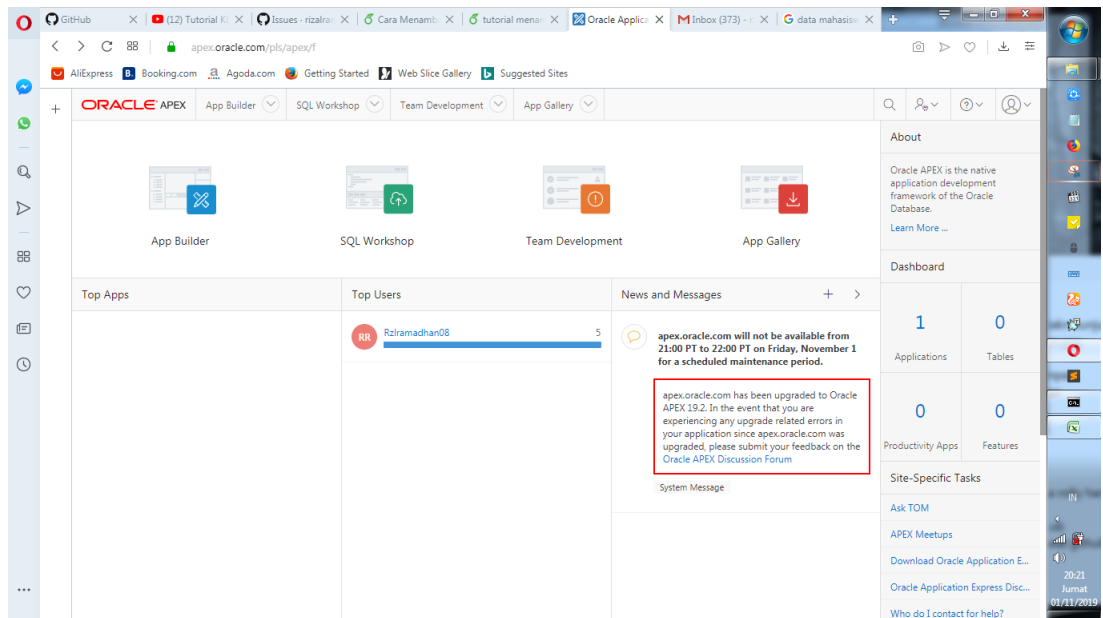 GitHub
(12) Tutorial Kl
Issues · rizalran
Cara Menamb
tutorial menam
Oracle Applica
Inbox (373) - r
data mahasisw
apex.oracle.com/pls/apex/f
AliExpress
B. Booking.com
a Agoda.com
Getting Started
Web Slice Gallery
Suggested Sites
ORACLE APEX
App Builder
SQL Workshop
Team Development
App Gallery
App Builder
SQL Workshop
Team Development
App Gallery
Top Apps
Top Users
RR Rzlramadhan08 5
News and Messages
apex.oracle.com will not be available from
21:00 PT to 22:00 PT on Friday, November 1
for a scheduled maintenance period.
apex.oracle.com has been upgraded to Oracle
APEX 19.2. In the event that you are
experiencing any upgrade related errors in
your application since apex.oracle.com was
upgraded, please submit your feedback on the
Oracle APEX Discussion Forum
System Message
About
Oracle APEX is the native
application development
framework of the Oracle
Database.
Learn More ...
Dashboard
1
Applications
0
Tables
0
Productivity Apps
0
Features
Site-Specific Tasks
Ask TOM
APEX Meetups
Download Oracle Application E...
Oracle Application Express Disc...
Who do I contact for help?
IN
20:21
Jumat
01/11/2019